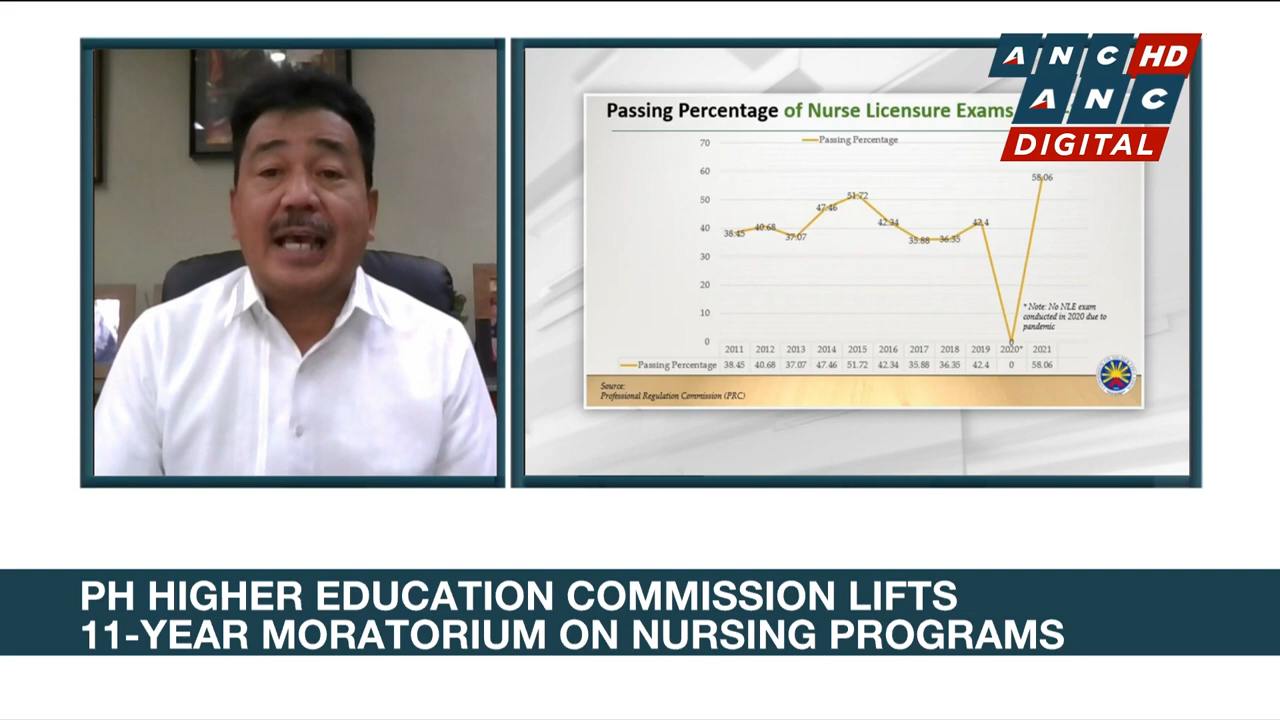 ANC HD
ANC
DIGITAL
Passing Percentage of Nurse Licensure Exams
Passing Percentage
70
60
50
40
30
20
10
0
38.45
40.68
37.07
47.46
51.72
42.34
35.88
36.35
42.4
0
58.06
* Note: No NLE exam
conducted in 2020 due to
pandemic
2011 2012 2013 2014 2015 2016 2017 2018 2019 2020* 2021
Passing Percentage 38.45 40.68 37.07 47.46 51.72 42.34 35.88 36.35 42.4 0 58.06
Source:
Professional Regulation Commission (PRC)
PH HIGHER EDUCATION COMMISSION LIFTS
11-YEAR MORATORIUM ON NURSING PROGRAMS